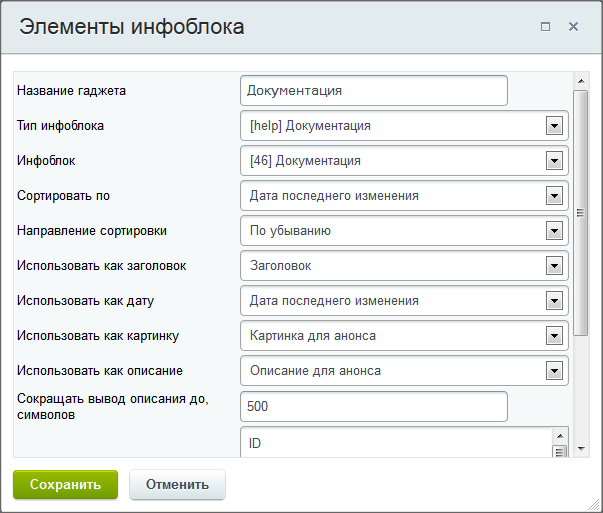 Элементы инфоблока
Название гаджета Документация
Тип инфоблока [help] Документация
Инфоблок [46] Документация
Сортировать по Дата последнего изменения
Направление сортировки По убыванию
Использовать как заголовок Заголовок
Использовать как дату Дата последнего изменения
Использовать как картинку Картинка для анонса
Использовать как описание Описание для анонса
Сокращать вывод описания до,
символов 500
ID
Сохранить Отменить